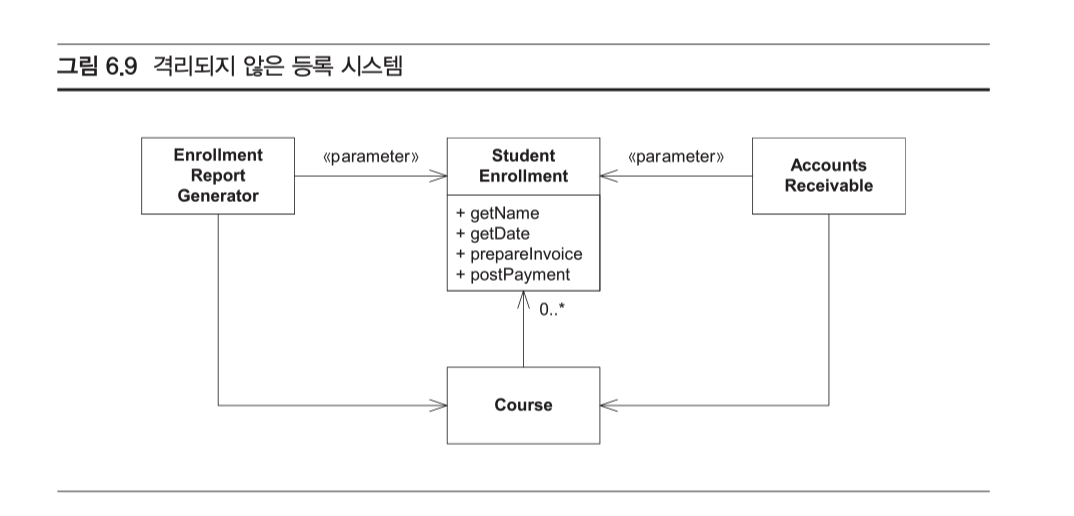 그림 6.9 격리되지 않은 등록 시스템
Enrollment
Report
Generator
«parameter»
Student
Enrollment
+ getName
+ getDate
+ prepareInvoice
+ postPayment
«parameter»
Accounts
Receivable
0..*
Course